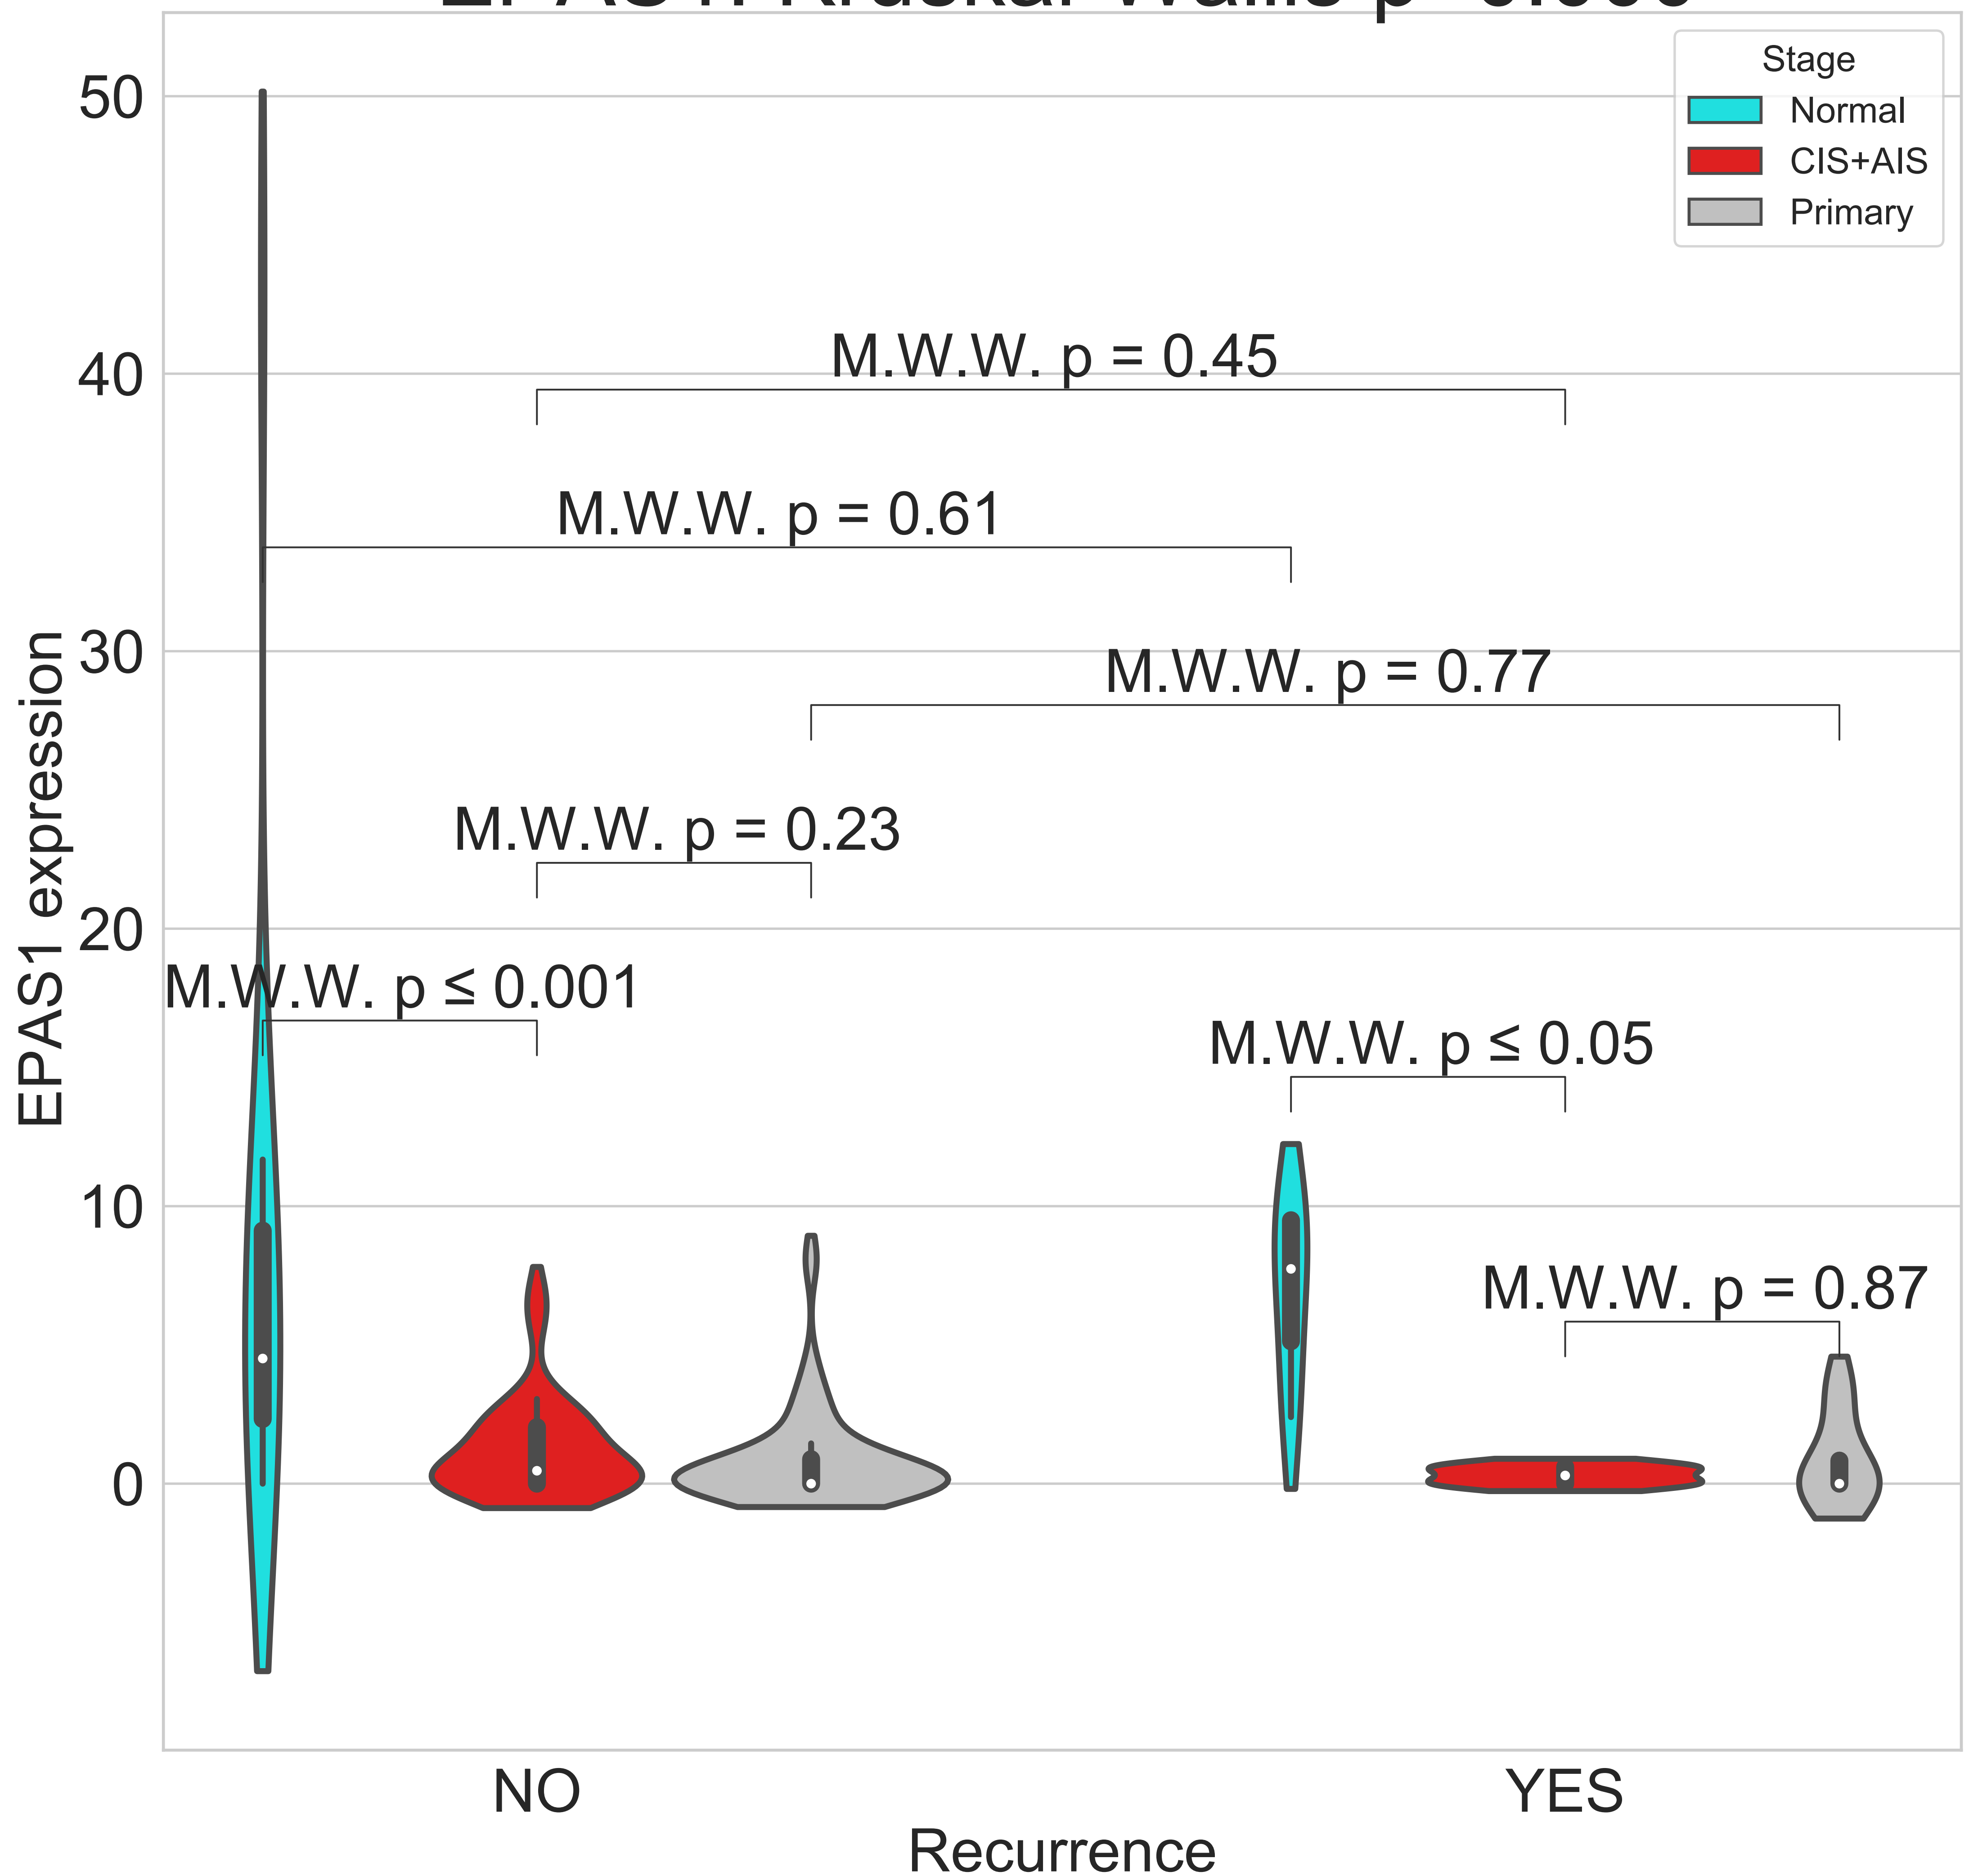 Stage
Normal
CIS+AIS
Primary
50
40
30
20
10
0
EPAS1 expression
M.W.W. p = 0.45
M.W.W. p = 0.61
M.W.W. p = 0.77
M.W.W. p = 0.23
M.W.W. p ≤ 0.001
M.W.W. p ≤ 0.05
M.W.W. p = 0.87
NO
YES
Recurrence